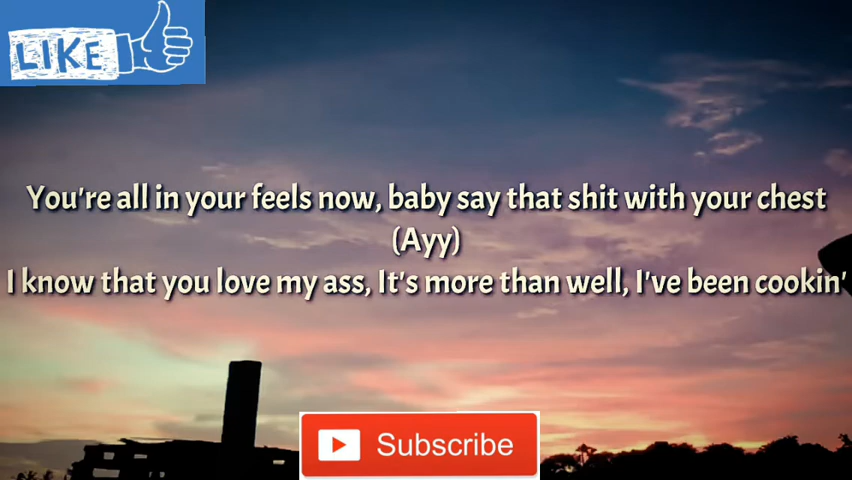 LIKE
You're all in your feels now, baby say that shit with your chest
(Ayy)
I know that you love my ass, It's more than well, I've been cookin'
Subscribe